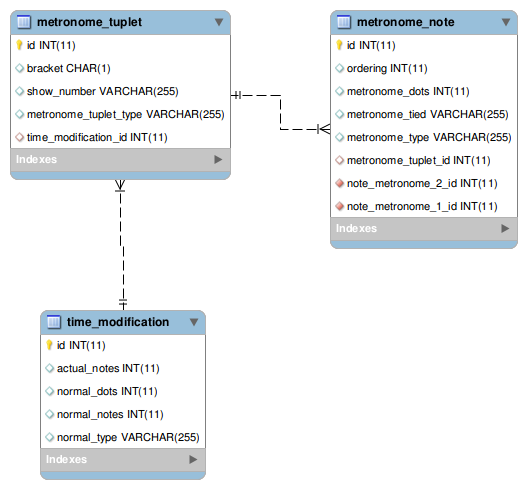 metronome_tuplet
id INT(11)
bracket CHAR(1)
show_number VARCHAR(255)
metronome_tuplet_type VARCHAR(255)
time_modification_id INT(11)
Indexes
metronome_note
id INT(11)
ordering INT(11)
metronome_dots INT(11)
metronome_tied VARCHAR(255)
metronome_type VARCHAR(255)
metronome_tuplet_id INT(11)
note_metronome_2_id INT(11)
note_metronome_1_id INT(11)
Indexes
time_modification
id INT(11)
actual_notes INT(11)
normal_dots INT(11)
normal_notes INT(11)
normal_type VARCHAR(255)
Indexes